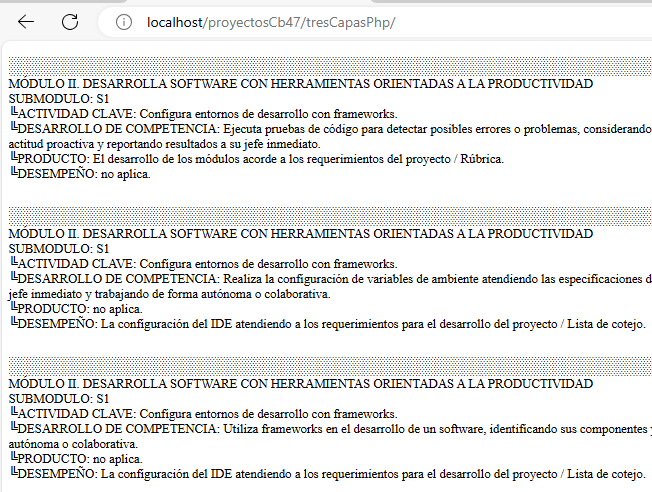 localhost/proyectosCb47/tresCapasPhp/
MÓDULO II. DESARROLLA SOFTWARE CON HERRAMIENTAS ORIENTADAS A LA PRODUCTIVIDAD
SUBMODULO: S1
╚ACTIVIDAD CLAVE: Configura entornos de desarrollo con frameworks.
╚DESARROLLO DE COMPETENCIA: Ejecuta pruebas de código para detectar posibles errores o problemas, considerando
actitud proactiva y reportando resultados a su jefe inmediato.
╚PRODUCTO: El desarrollo de los módulos acorde a los requerimientos del proyecto / Rúbrica.
╚DESEMPEÑO: no aplica.
MÓDULO II. DESARROLLA SOFTWARE CON HERRAMIENTAS ORIENTADAS A LA PRODUCTIVIDAD
SUBMODULO: S1
╚ACTIVIDAD CLAVE: Configura entornos de desarrollo con frameworks.
╚DESARROLLO DE COMPETENCIA: Realiza la configuración de variables de ambiente atendiendo las especificaciones d
jefe inmediato y trabajando de forma autónoma o colaborativa.
╚PRODUCTO: no aplica.
╚DESEMPEÑO: La configuración del IDE atendiendo a los requerimientos para el desarrollo del proyecto / Lista de cotejo.
MÓDULO II. DESARROLLA SOFTWARE CON HERRAMIENTAS ORIENTADAS A LA PRODUCTIVIDAD
SUBMODULO: S1
╚ACTIVIDAD CLAVE: Configura entornos de desarrollo con frameworks.
╚DESARROLLO DE COMPETENCIA: Utiliza frameworks en el desarrollo de un software, identificando sus componentes y
autónoma o colaborativa.
╚PRODUCTO: no aplica.
╚DESEMPEÑO: La configuración del IDE atendiendo a los requerimientos para el desarrollo del proyecto / Lista de cotejo.